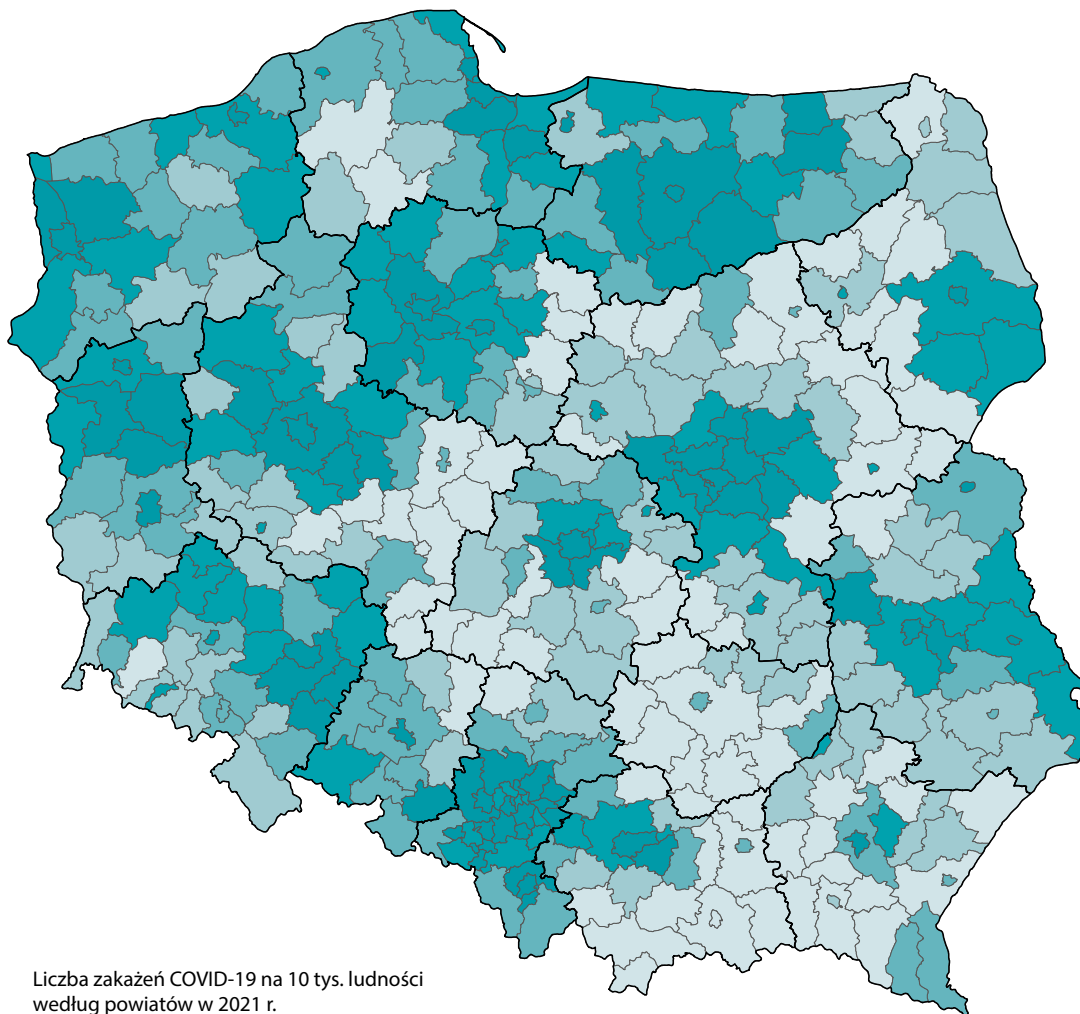 Liczba zakażeń COVID-19 na 10 tys. ludności
według powiatów w 2021 r.